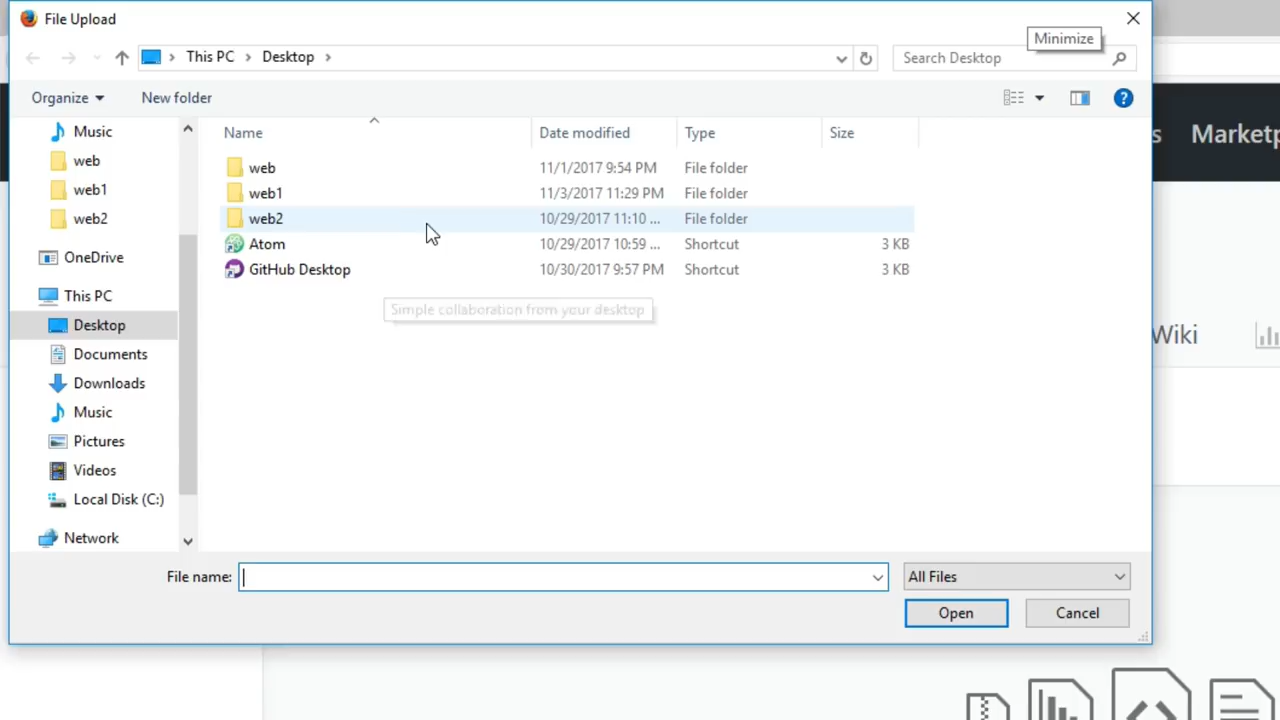 File Upload
Minimize
This PC
Desktop
Search Desktop
Organize
New folder
Music
web
web1
web2
OneDrive
This PC
Desktop
Documents
Downloads
Music
Pictures
Videos
Local Disk (C:)
Network
Name Date modified Type Size
web 11/1/2017 9:54 PM File folder
web1 11/3/2017 11:29 PM File folder
web2 10/29/2017 11:10 ... File folder
Atom 10/29/2017 10:59 ... Shortcut 3 KB
GitHub Desktop 10/30/2017 9:57 PM Shortcut 3 KB
Simple collaboration from your desktop
File name:
All Files
Open
Cancel
s Marketp
Wiki